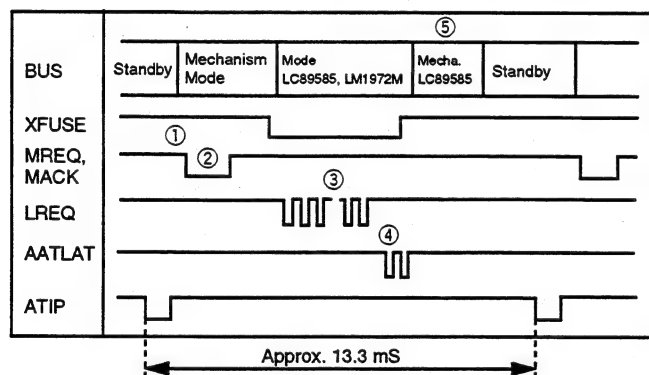 ⑤
BUS
Standby
Mechanism
Mode
Mode
LC89585, LM1972M
Mecha.
LC89585
Standby
XFUSE
①
MREQ,
MACK
②
③
LREQ
④
AATLAT
ATIP
Approx. 13.3 mS